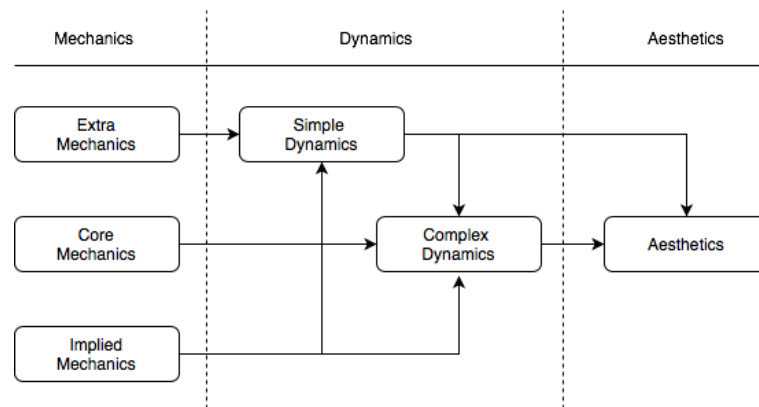 Mechanics
Dynamics
Aesthetics
Extra
Mechanics
Simple
Dynamics
Core
Mechanics
Complex
Dynamics
Aesthetics
Implied
Mechanics